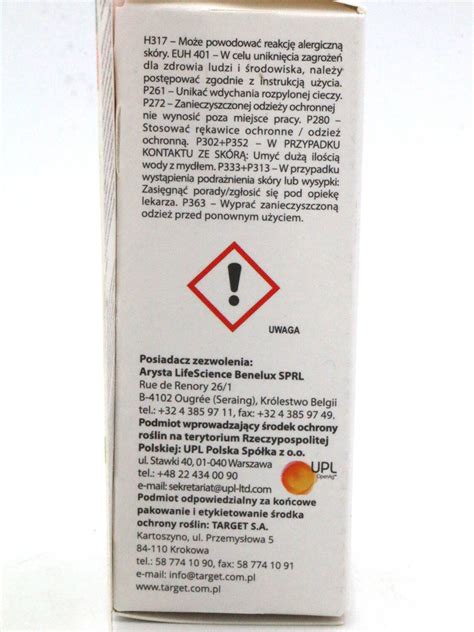 H317 – Może powodować reakcję alergiczną
skóry. EUH 401 – W celu uniknięcia zagrożeń
dla zdrowia ludzi i środowiska, należy
postępować zgodnie z instrukcją użycia.
P261 – Unikać wdychania rozpylonej cieczy.
P272 – Zanieczyszczonej odzieży ochronnej
nie wynosić poza miejsce pracy. P280 –
Stosować rękawice ochronne / odzież
ochronną. P302+P352 – W PRZYPADKU
KONTAKTU ZE SKÓRĄ: Umyć dużą ilością
wody z mydłem. P333+P313 – W przypadku
wystąpienia podrażnienia skóry lub wysypki:
Zasięgnąć porady/zgłosić się pod opiekę
lekarza. P363 – Wyprać zanieczyszczoną
odzież przed ponownym użyciem.
UWAGA
Posiadacz zezwolenia:
Arysta LifeScience Benelux SPRL
Rue de Renory 26/1
B-4102 Ougrée (Seraing), Królestwo Belgii
tel.: +32 4 385 97 11, fax: +32 4 385 97 49.
Podmiot wprowadzający środek ochrony
roślin na terytorium Rzeczypospolitej
Polskiej: UPL Polska Spółka z o.o.
ul. Stawki 40, 01-040 Warszawa
tel.: +48 22 434 00 90
e-mail: sekretariat@upl-ltd.com
UPL
OpenAg™
Podmiot odpowiedzialny za końcowe
pakowanie i etykietowanie środka
ochrony roślin: TARGET S.A.
Kartoszyno, ul. Przemysłowa 5
84-110 Krokowa
tel.: 58 774 10 90, fax: 58 774 10 91
e-mail: info@target.com.pl
www.target.com.pl